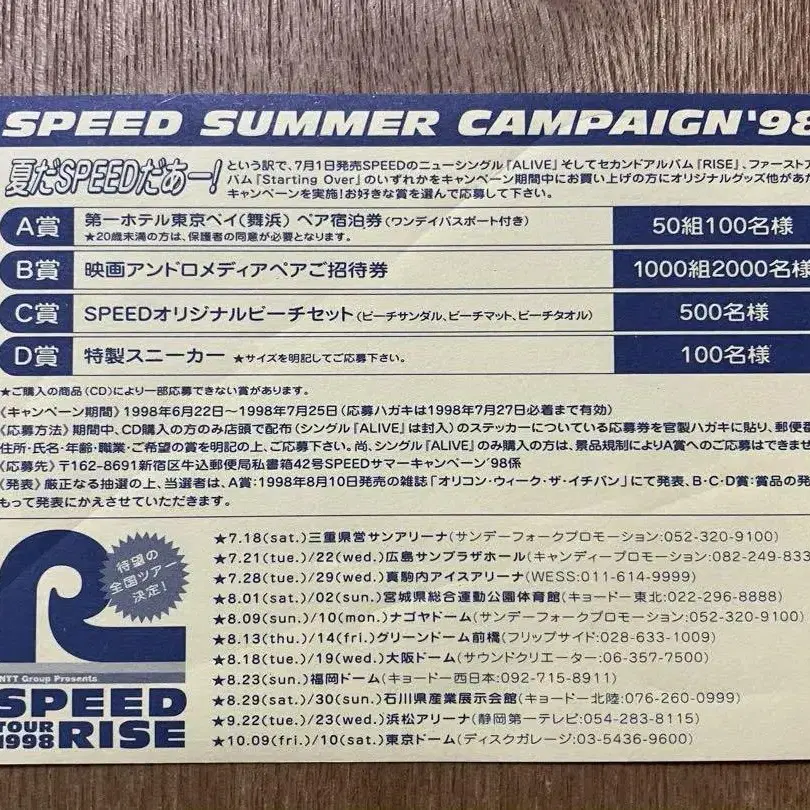 SPEED SUMMER CAMPAIGN '98
夏だSPEEDだあー!
という訳で、7月1日発売SPEEDのニューシングル『ALIVE』そしてセカンドアルバム『RISE』、ファーストア
バム『Starting Over』のいずれかをキャンペーン期間中にお買い上げの方にオリジナルグッズ他があた
キャンペーンを実施!お好きな賞を選んで応募して下さい。
A賞 第一ホテル東京ベイ(舞浜) ペア宿泊券(ワンデイパスポート付き) 50組100名様
★20歳末満の方は、保護者の同意が必要となります。
B賞 映画アンドロメディアペアご招待券 1000組2000名様
C賞 SPEEDオリジナルビーチセット(ビーチサンダル、ビーチマット、ビーチタオル) 500名様
D賞 特製スニーカー ★サイズを明記してご応募下さい。 100名様
★ご購入の商品(CD)により一部応募できない賞があります。
《キャンペーン期間》1998年6月22日〜1998年7月25日(応募ハガキは1998年7月27日必着まで有効)
《応募方法》期間中、CD購入の方のみ店頭で配布(シングル『ALIVE』は封入)のステッカーについている応募券を官製ハガキに貼り、郵便番
住所・氏名・年齢・職業・ご希望の賞を明記の上、ご応募下さい。尚、シングル『ALIVE』のみ購入の方は、景品規制によりA賞へのご応募はできませ
《応募先》〒162-8691新宿区牛込郵便局私書箱42号SPEEDサマーキャンペーン'98係
《発表》厳正なる抽選の上、当選者は、A賞:1998年8月10日発売の雑誌「オリコン・ウィーク・ザ・イチバン」にて発表、B・C・D賞:賞品の発
もって発表にかえさせていただきます。
待望の
全国ツアー
決定!
R
NTT Group Presents
SPEED
TOUR
1998 RISE
★7.18(sat.)三重県営サンアリーナ(サンデーフォークプロモーション:052-320-9100)
★7.21(tue.)/22(wed.)広島サンプラザホール(キャンディープロモーション:082-249-833
★7.28(tue.)/29(wed.)真駒内アイスアリーナ(WESS:011-614-9999)
★8.01(sat.)/02(sun.)宮城県総合運動公園体育館(キョードー東北:022-296-8888)
★8.09(sun.)/10(mon.)ナゴヤドーム(サンデーフォークプロモーション:052-320-9100)
★8.13(thu.)/14(fri.)グリーンドーム前橋(フリップサイド:028-633-1009)
★8.18(tue.)/19(wed.)大阪ドーム(サウンドクリエーター:06-357-7500)
★8.23(sun.)福岡ドーム(キョードー西日本:092-715-8911)
★8.29(sat.)/30(sun.)石川県産業展示会館(キョードー北陸:076-260-0999)
★9.22(tue.)/23(wed.)浜松アリーナ(静岡第一テレビ:054-283-8115)
★10.09(fri.)/10(sat.)東京ドーム(ディスクガレージ:03-5436-9600)